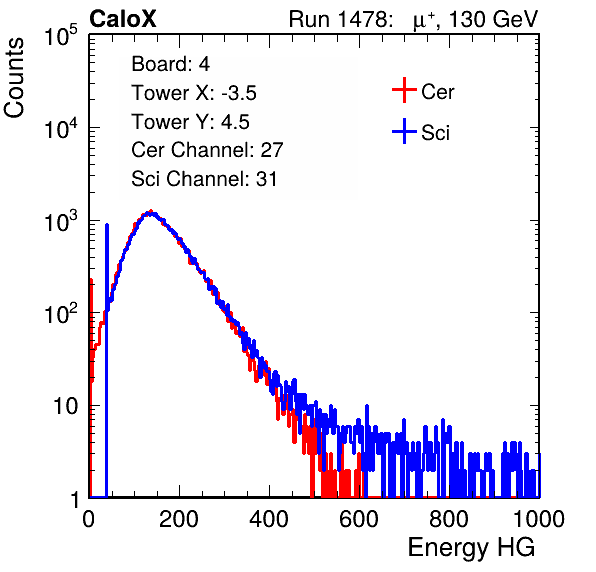 CaloX
Run 1478: μ⁺, 130 GeV
Counts
10⁵
10⁴
10³
10²
10
1
Board: 4
Tower X: -3.5
Tower Y: 4.5
Cer Channel: 27
Sci Channel: 31
Cer
Sci
0 200 400 600 800 1000
Energy HG